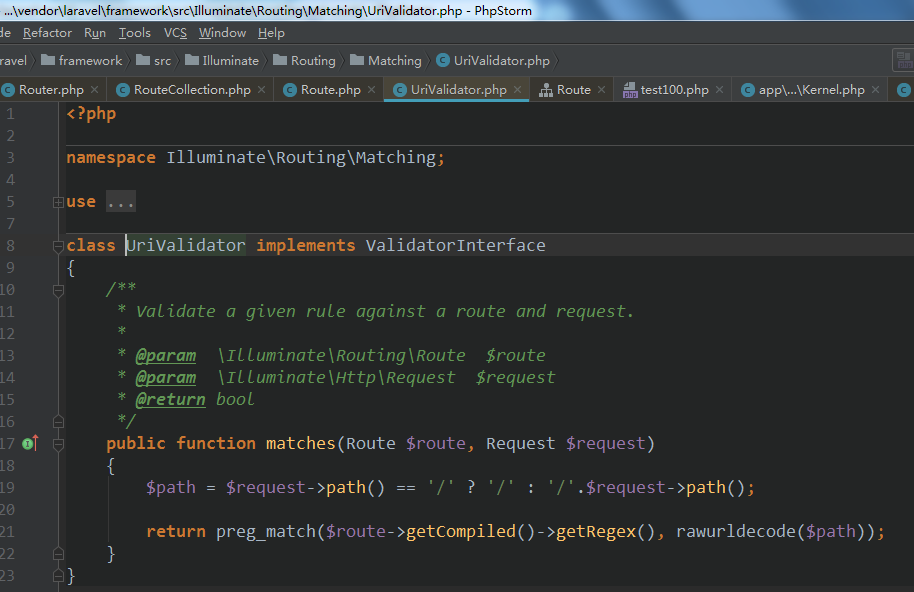 ...\vendor\laravel\framework\src\Illuminate\Routing\Matching\UriValidator.php - PhpStorm
de Refactor Run Tools VCS Window Help
ravel framework src Illuminate Routing Matching UriValidator.php
Router.php RouteCollection.php Route.php UriValidator.php Route test100.php app\...\Kernel.php
1 <?php
2
3 namespace Illuminate\Routing\Matching;
4
5 use ...
7
8 class UriValidator implements ValidatorInterface
9 {
10 /**
11 * Validate a given rule against a route and request.
12 *
13 * @param  \Illuminate\Routing\Route  $route
14 * @param  \Illuminate\Http\Request  $request
15 * @return bool
16 */
17 public function matches(Route $route, Request $request)
18 {
19 $path = $request->path() == '/' ? '/' : '/'.$request->path();
20
21 return preg_match($route->getCompiled()->getRegex(), rawurldecode($path));
22 }
23 }